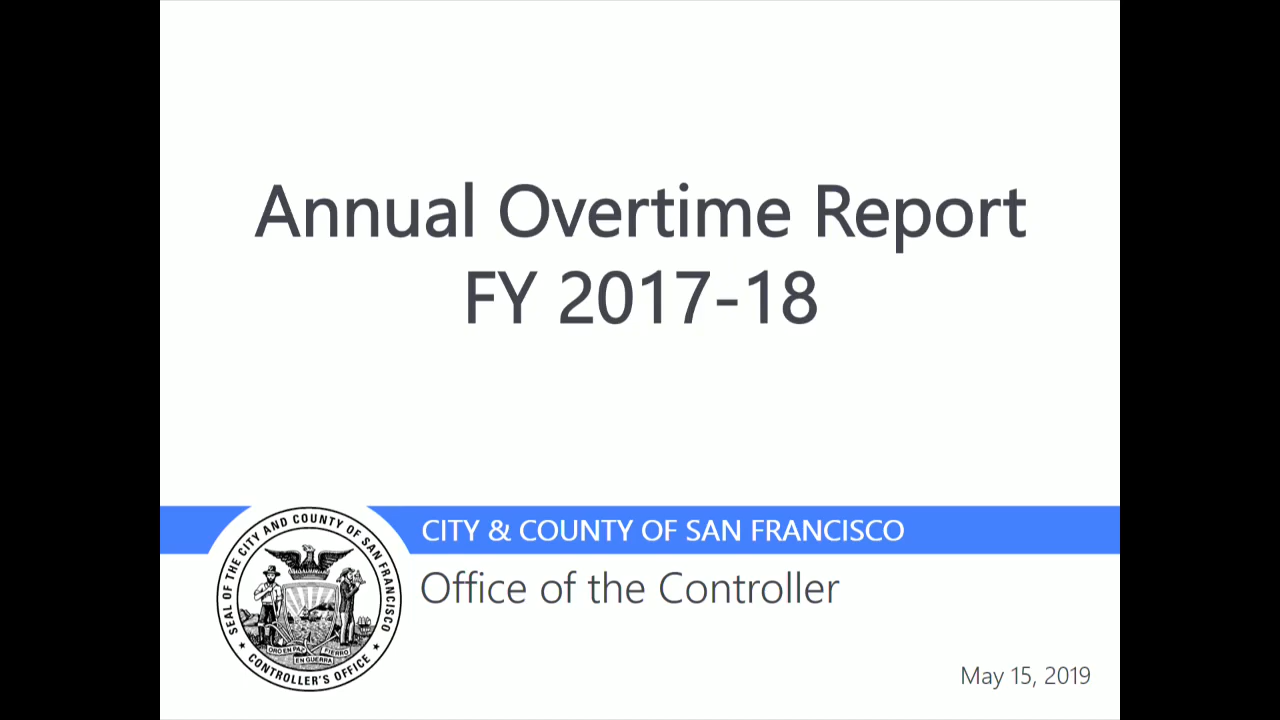 Annual Overtime Report
FY 2017-18
CITY & COUNTY OF SAN FRANCISCO
Office of the Controller
SEAL OF THE CITY AND COUNTY OF SAN FRANCISCO
ORO EN PAZ
FIERRO
EN GUERRA
★ CONTROLLER'S OFFICE ★
May 15, 2019